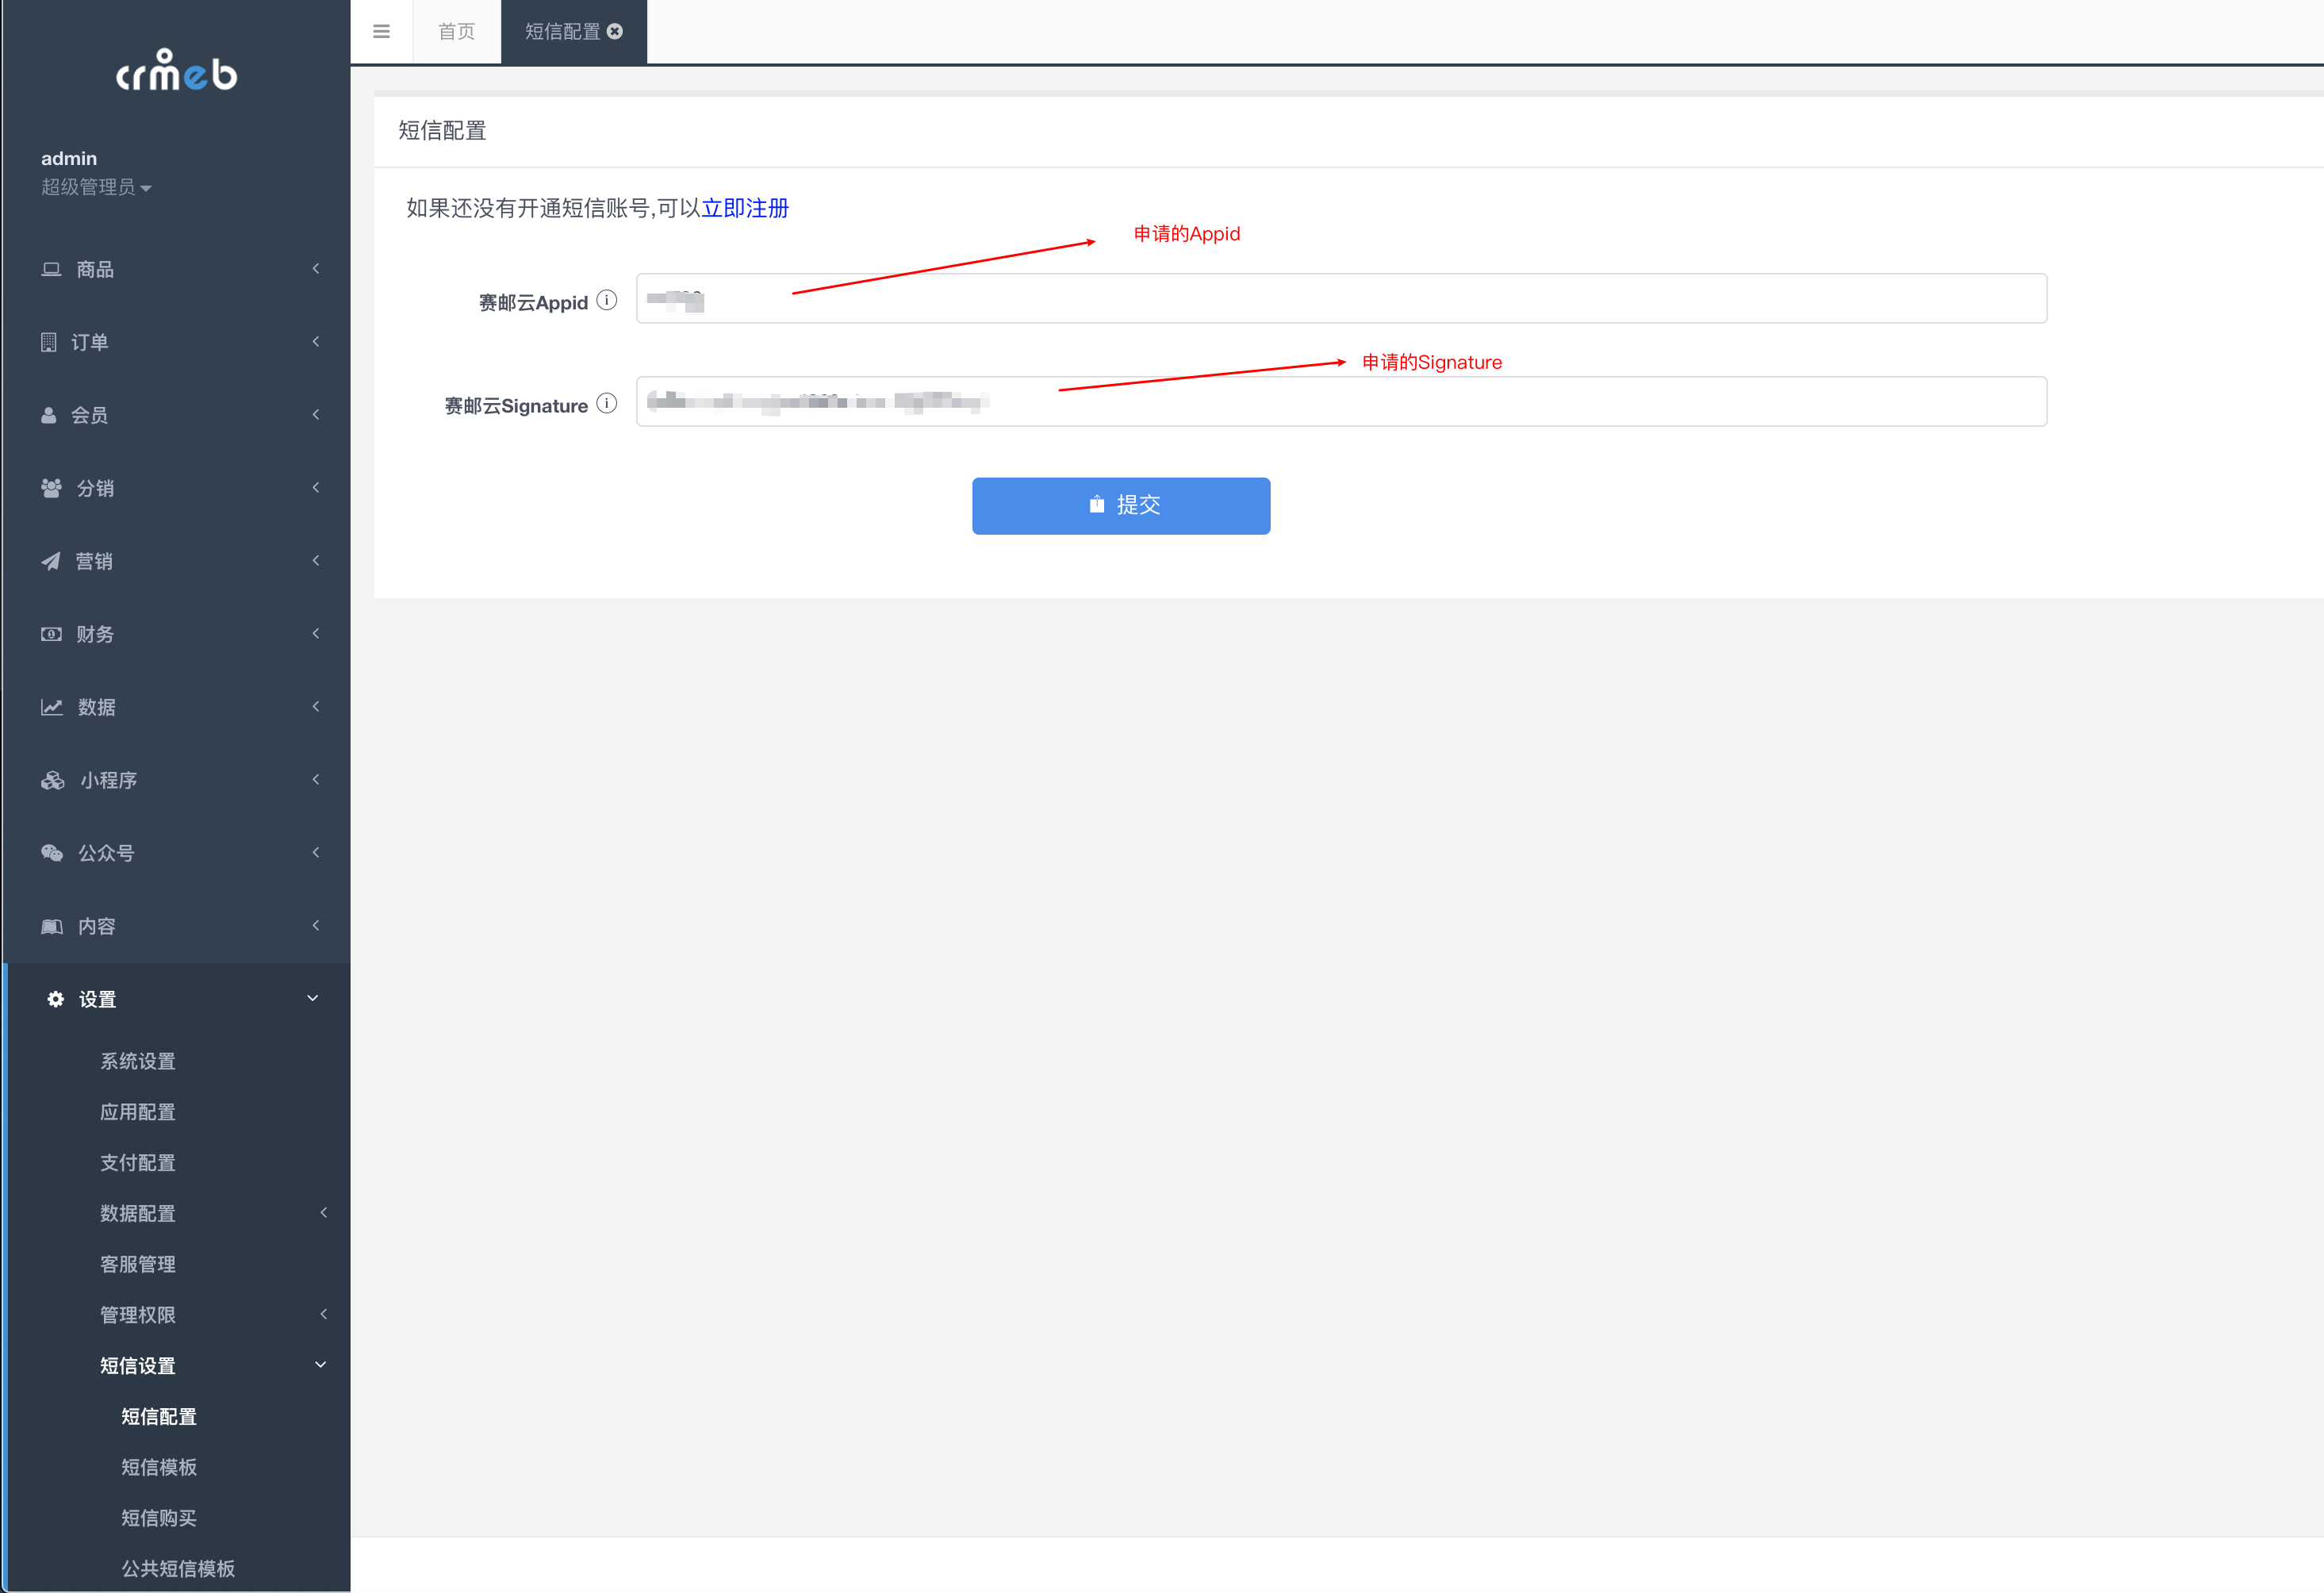 crmeb
admin
超级管理员
商品
订单
会员
分销
营销
财务
数据
小程序
公众号
内容
设置
系统设置
应用配置
支付配置
数据配置
客服管理
管理权限
短信设置
短信配置
短信模板
短信购买
公共短信模板
首页
短信配置
短信配置
如果还没有开通短信账号,可以立即注册
申请的Appid
赛邮云Appid
申请的Signature
赛邮云Signature
提交